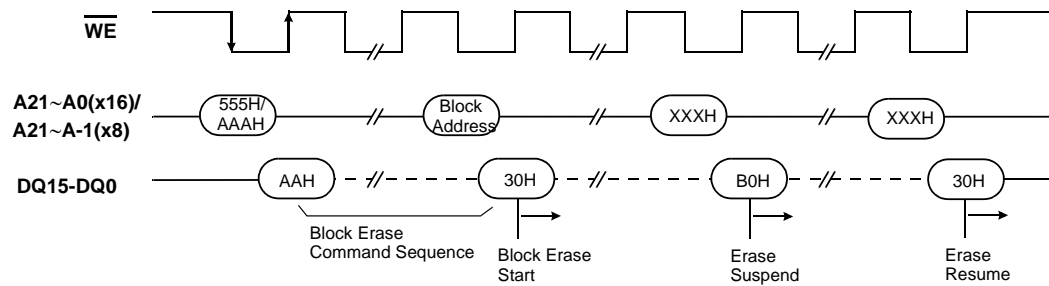 WE
A21~A0(x16)/
A21~A-1(x8)
555H/
AAAH
Block
Address
XXXH
XXXH
DQ15-DQ0
AAH
30H
B0H
30H
Block Erase
Command Sequence
Block Erase
Start
Erase
Suspend
Erase
Resume